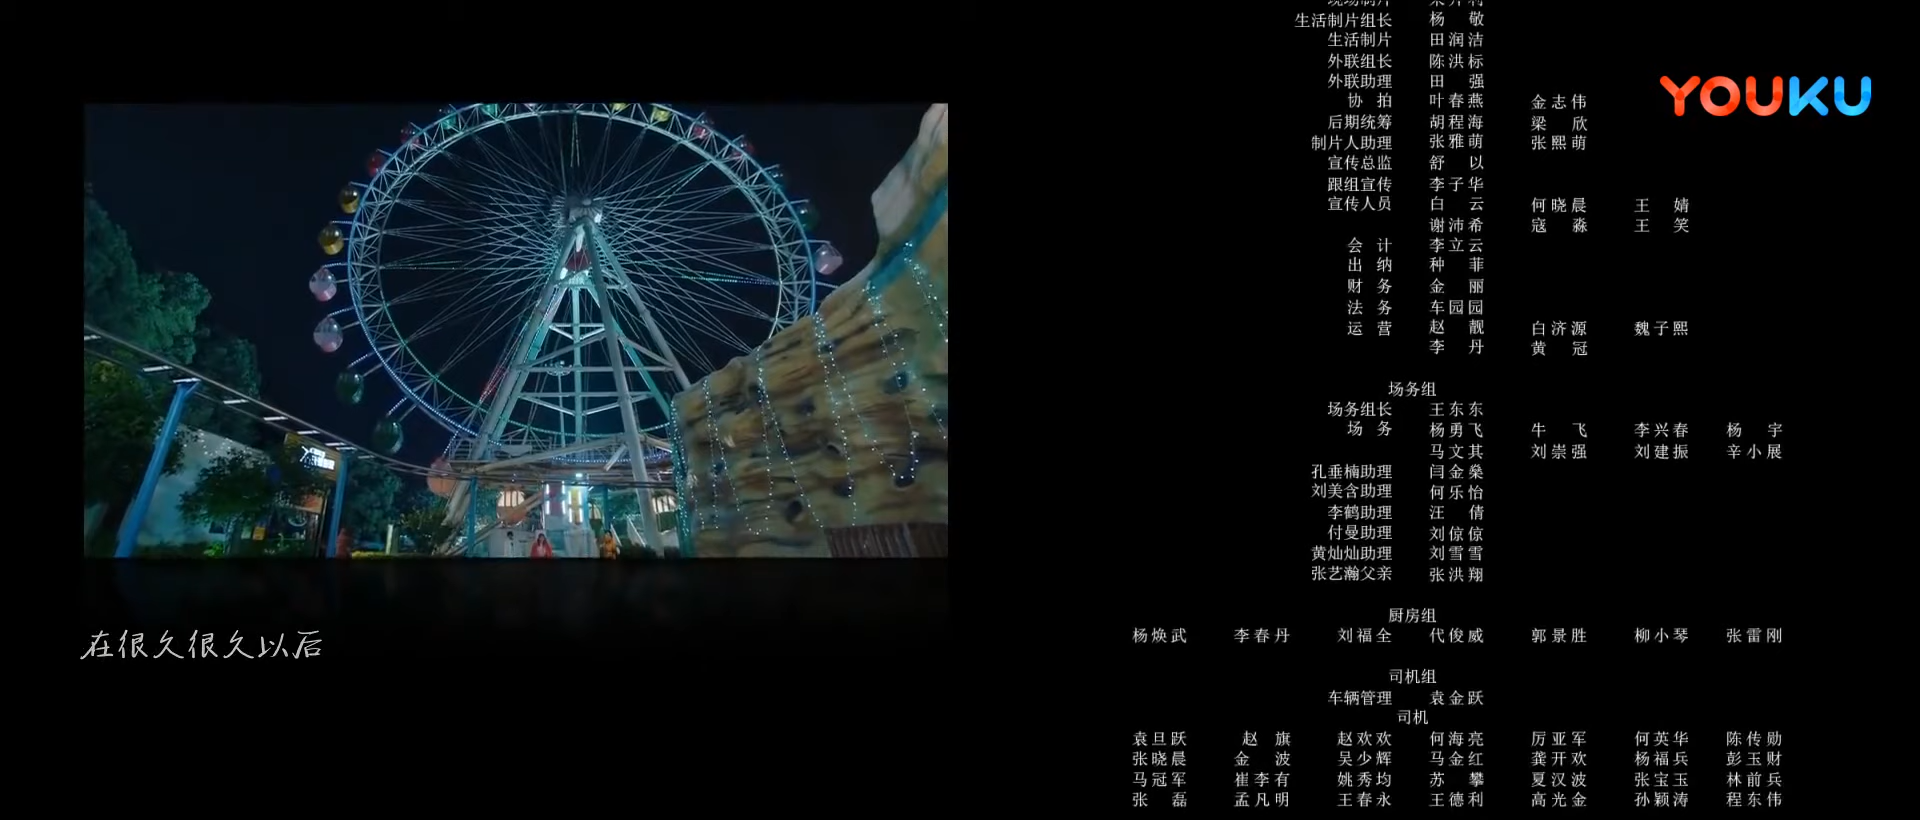 生活制片组长 杨敬
生活制片 田润洁
外联组长 陈洪标
外联助理 田强
协拍 叶春燕 金志伟
后期统筹 胡程海 梁欣
制片人助理 张雅萌 张熙萌
宣传总监 舒以
跟组宣传 李子华
宣传人员 白云 何晓晨 王婧
谢沛希 寇淼 王笑
会计 李立云
出纳 种菲
财务 金丽
法务 车园园
运营 赵靓 白济源 魏子熙
李丹 黄冠
场务组
场务组长 王东东
场务 杨勇飞 牛飞 李兴春 杨宇
马文其 刘崇强 刘建振 辛小展
孔垂楠助理 闫金燊
刘美含助理 何乐怡
李鹤助理 汪倩
付曼助理 刘倞倞
黄灿灿助理 刘雪雪
张艺瀚父亲 张洪翔
厨房组
杨焕武 李春丹 刘福全 代俊威 郭景胜 柳小琴 张雷刚
司机组
车辆管理 袁金跃
司机
袁旦跃 赵旗 赵欢欢 何海亮 厉亚军 何英华 陈传勋
张晓晨 金波 吴少辉 马金红 龚开欢 杨福兵 彭玉财
马冠军 崔李有 姚秀均 苏攀 夏汉波 张宝玉 林前兵
张磊 孟凡明 王春永 王德利 高光金 孙颖涛 程东伟
YOUKU
在很久很久以后